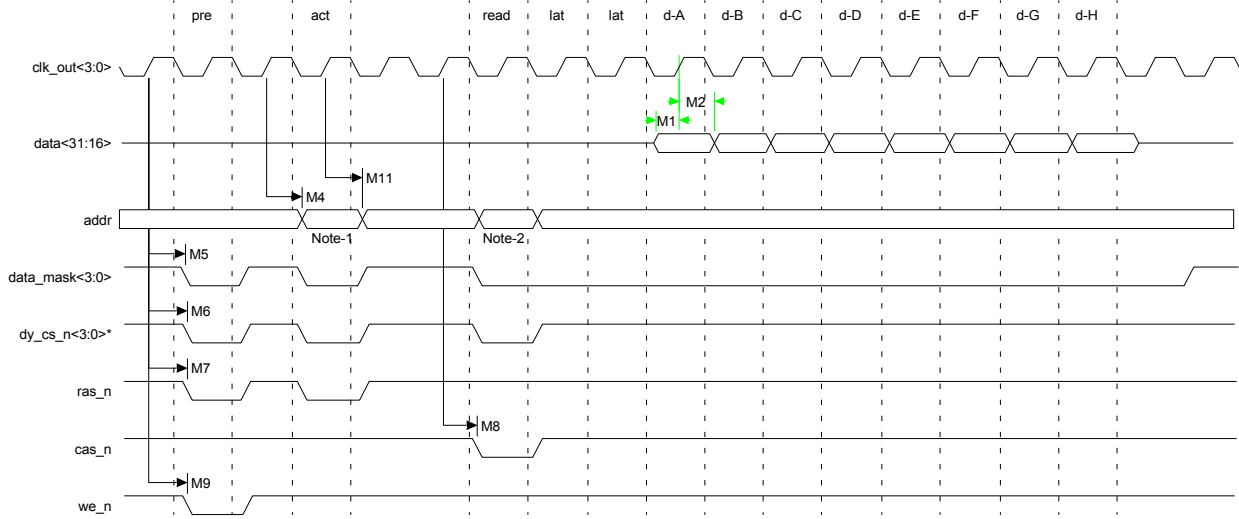 pre act read lat lat d-A d-B d-C d-D d-E d-F d-G d-H
clk_out<3:0>
M2
M1
data<31:16>
M11
M4
addr
Note-1 Note-2
M5
data_mask<3:0>
M6
dy_cs_n<3:0>*
M7
ras_n
M8
cas_n
M9
we_n